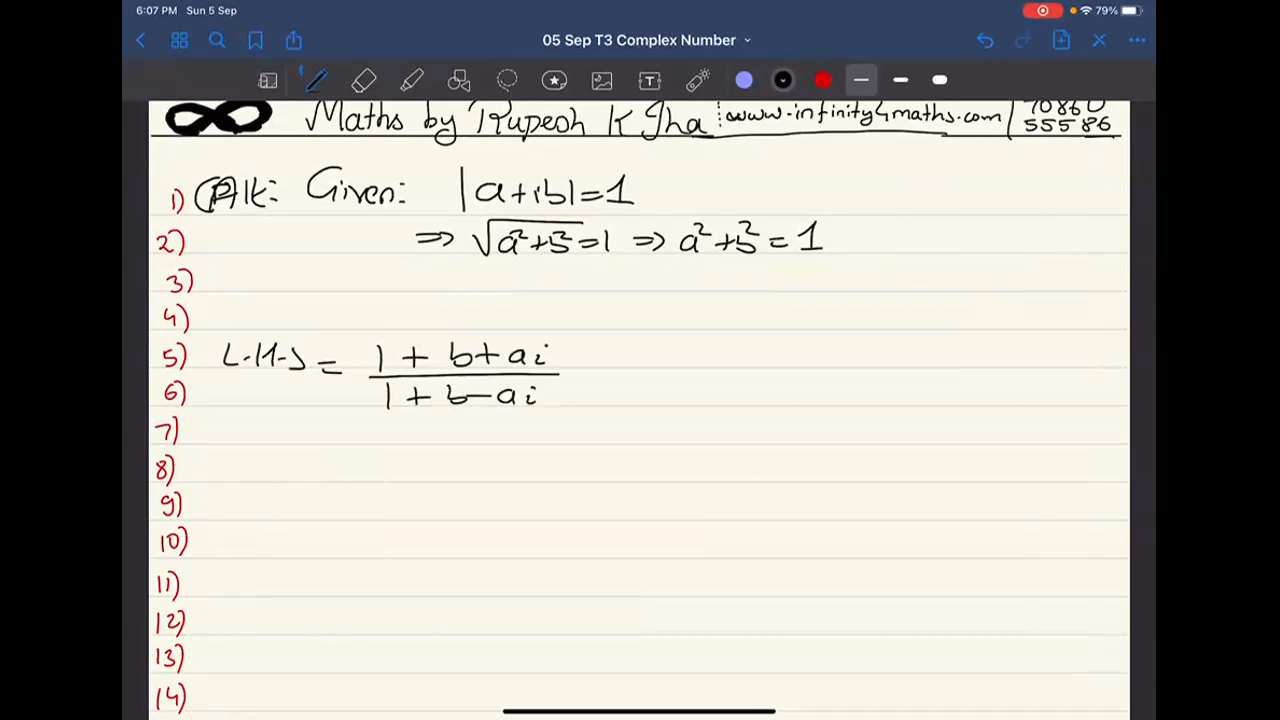 6:07 PM Sun 5 Sep 79%
05 Sep T3 Complex Number
Maths by Rupesh K Jha www.infinity4maths.com 70860
55586
1) Given: |a+ib|=1
2) ⇒ √a²+b² = 1 ⇒ a²+b² = 1
3)
4)
5) L.H.S = 1 + b+ai
6) 1 + b-ai
7)
8)
9)
10)
11)
12)
13)
14)